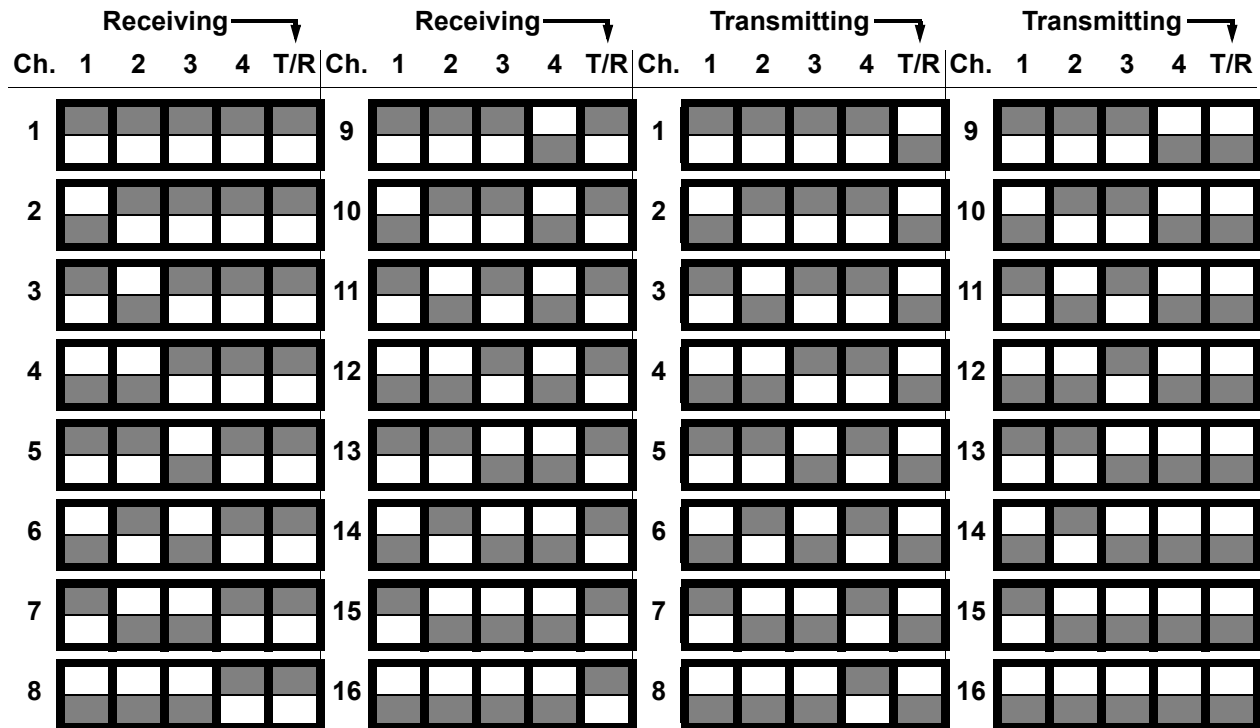 Receiving Receiving Transmitting Transmitting
Ch. 1 2 3 4 T/R Ch. 1 2 3 4 T/R Ch. 1 2 3 4 T/R Ch. 1 2 3 4 T/R
1 9 1 9
2 10 2 10
3 11 3 11
4 12 4 12
5 13 5 13
6 14 6 14
7 15 7 15
8 16 8 16